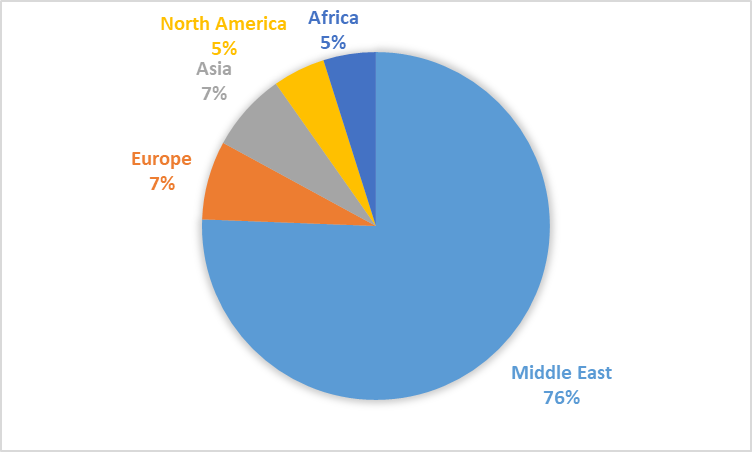 North America
5%
Africa
5%
Asia
7%
Europe
7%
Middle East
76%